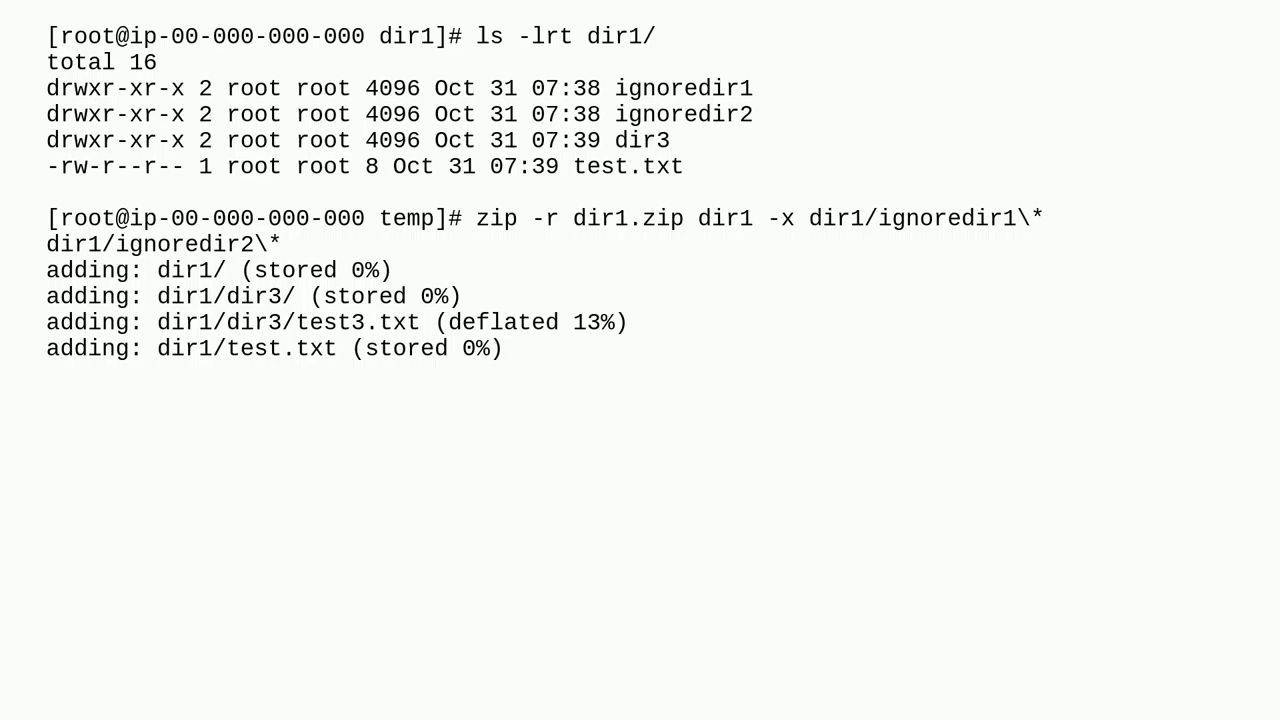 [root@ip-00-000-000-000 dir1]# ls -lrt dir1/
total 16
drwxr-xr-x 2 root root 4096 Oct 31 07:38 ignoredir1
drwxr-xr-x 2 root root 4096 Oct 31 07:38 ignoredir2
drwxr-xr-x 2 root root 4096 Oct 31 07:39 dir3
-rw-r--r-- 1 root root 8 Oct 31 07:39 test.txt

[root@ip-00-000-000-000 temp]# zip -r dir1.zip dir1 -x dir1/ignoredir1\*
dir1/ignoredir2\*
adding: dir1/ (stored 0%)
adding: dir1/dir3/ (stored 0%)
adding: dir1/dir3/test3.txt (deflated 13%)
adding: dir1/test.txt (stored 0%)